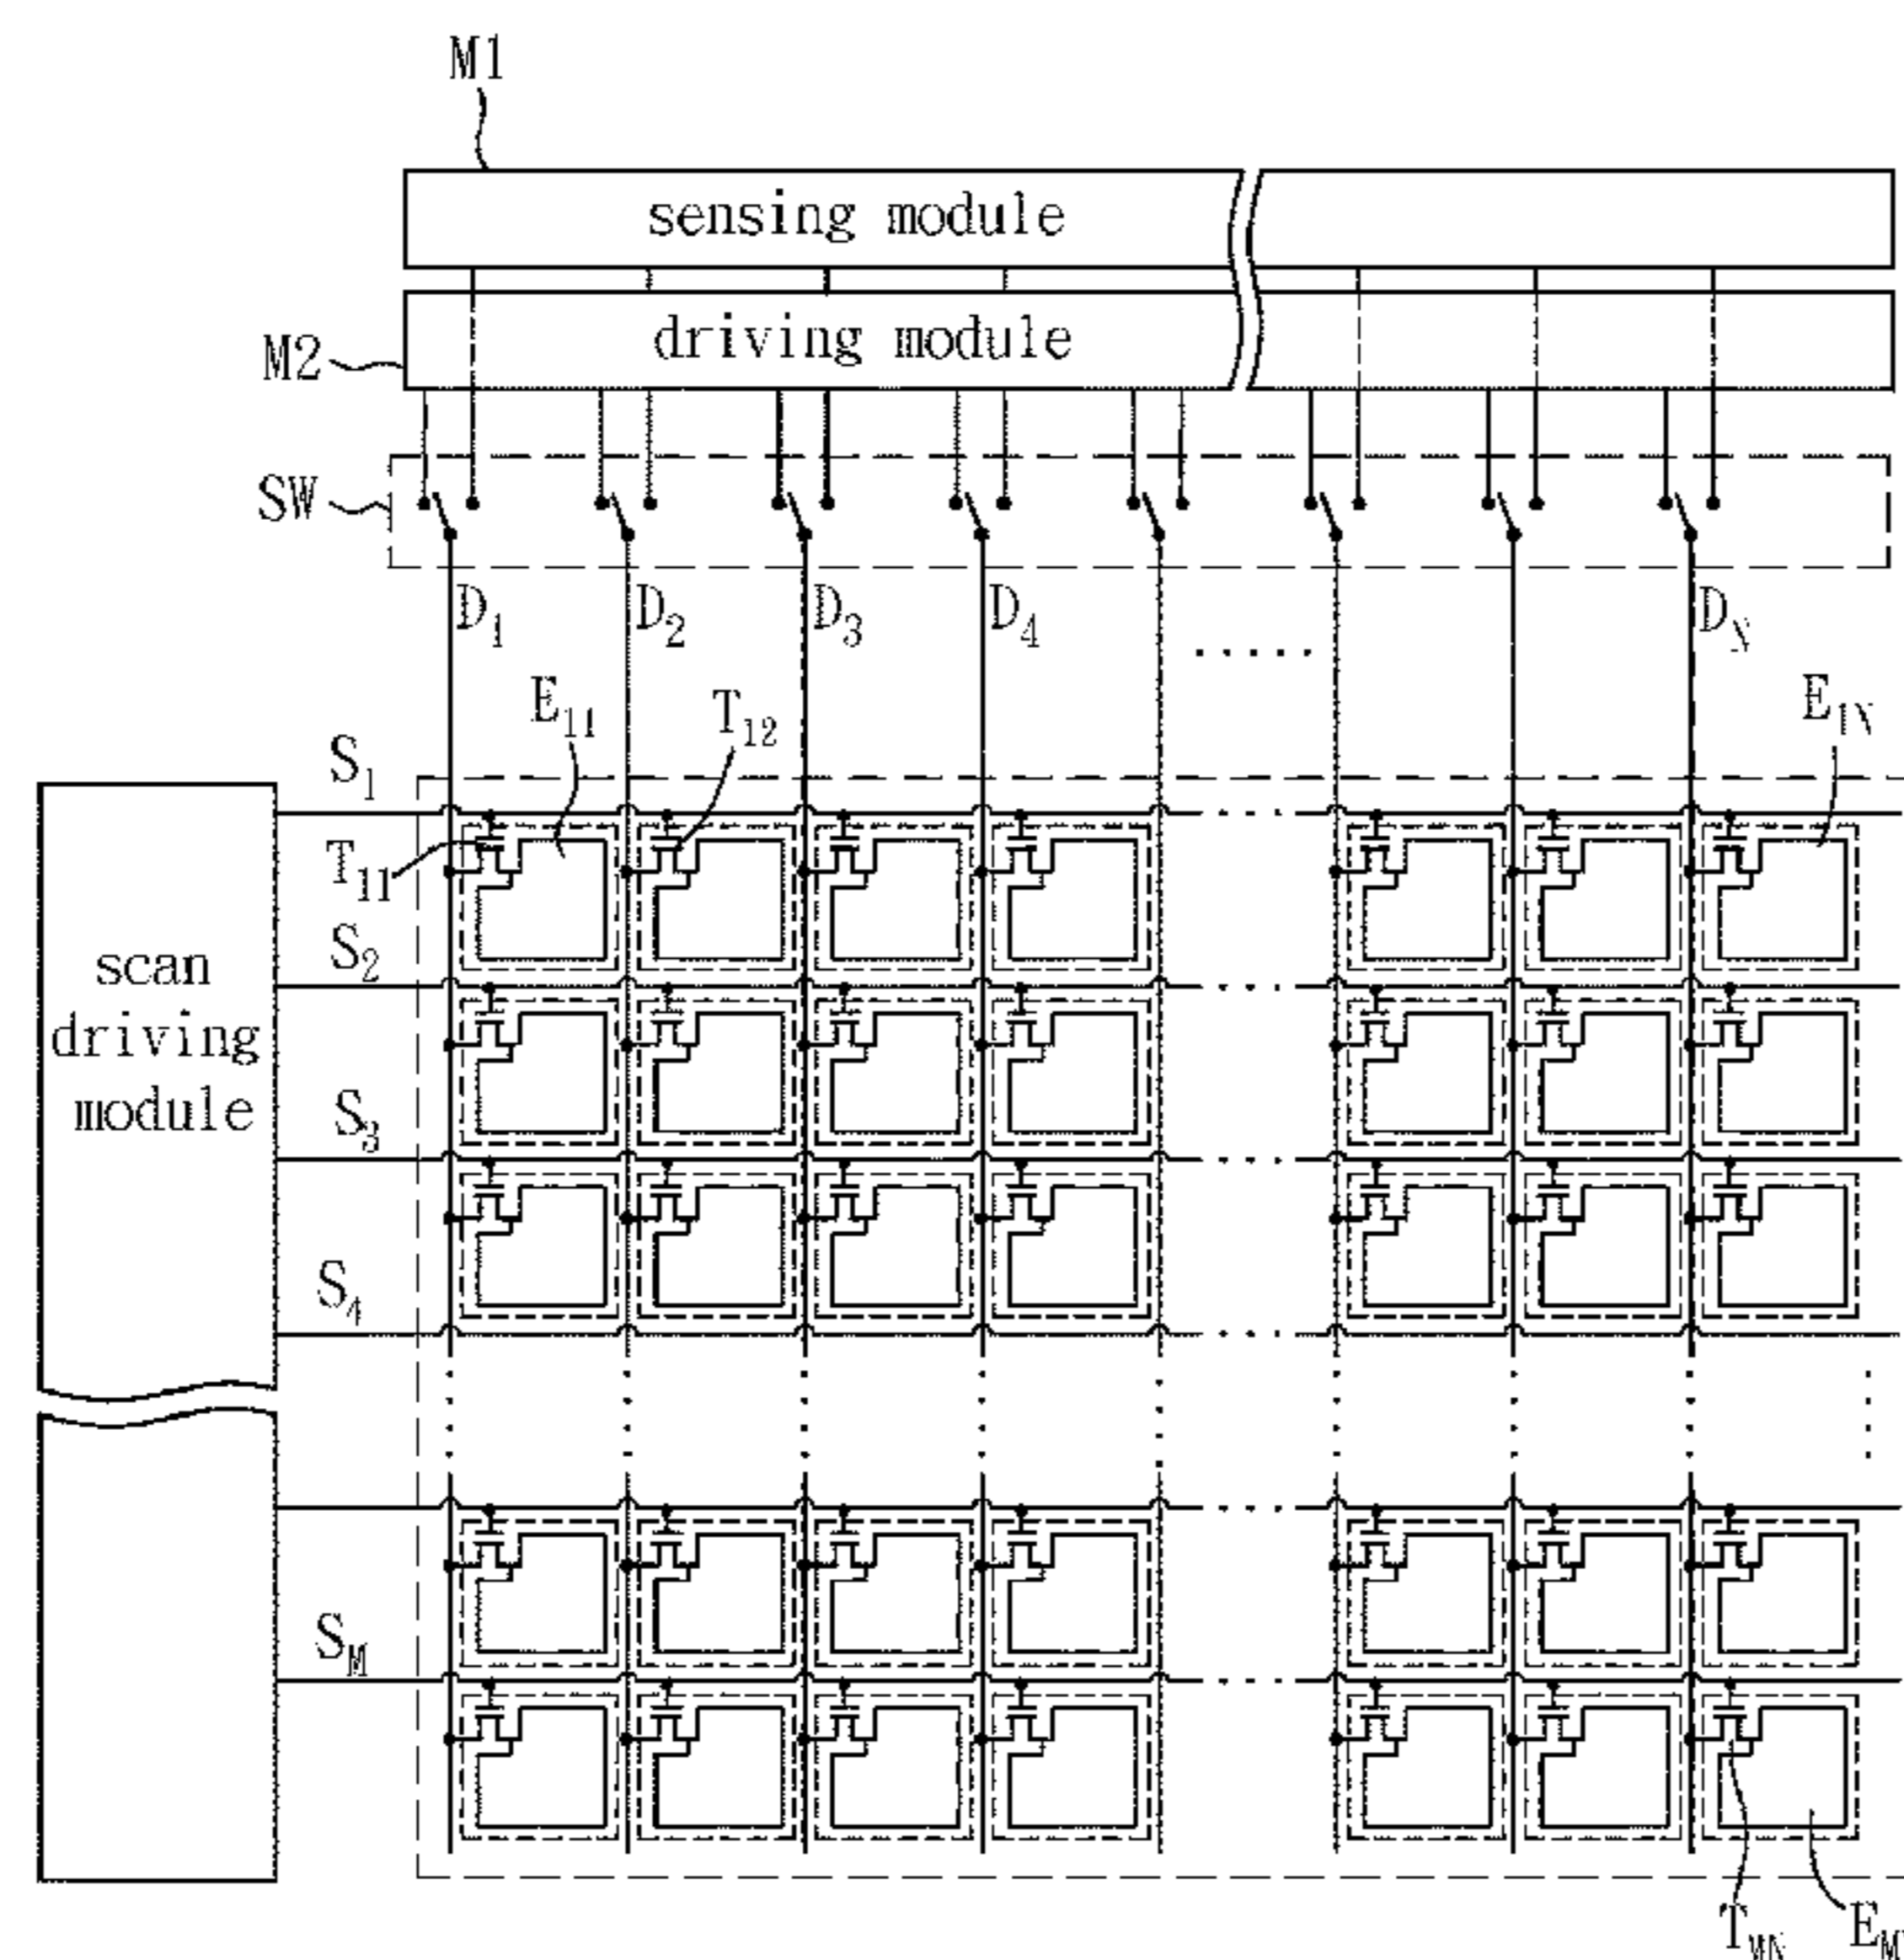 M1
sensing module
driving module
M2
SW
D1 D2 D3 D4 DN
E11 T12 E1N
S1
T11
S2
scan
driving
module
S3
S4
SM
TMN EM